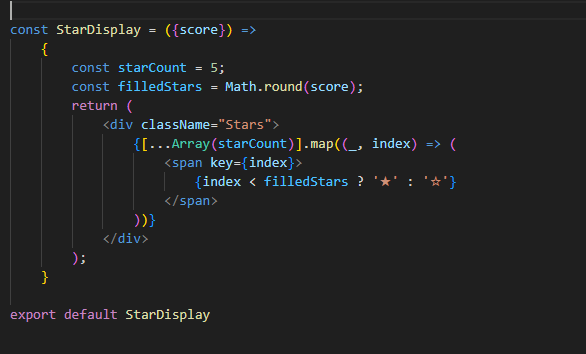 const StarDisplay = ({score}) =>
    {
        const starCount = 5;
        const filledStars = Math.round(score);
        return (
            <div className="Stars">
                {[...Array(starCount)].map((_, index) => (
                    <span key={index}>
                        {index < filledStars ? '★' : '☆'}
                    </span>
                ))}
            </div>
        );
    }
export default StarDisplay